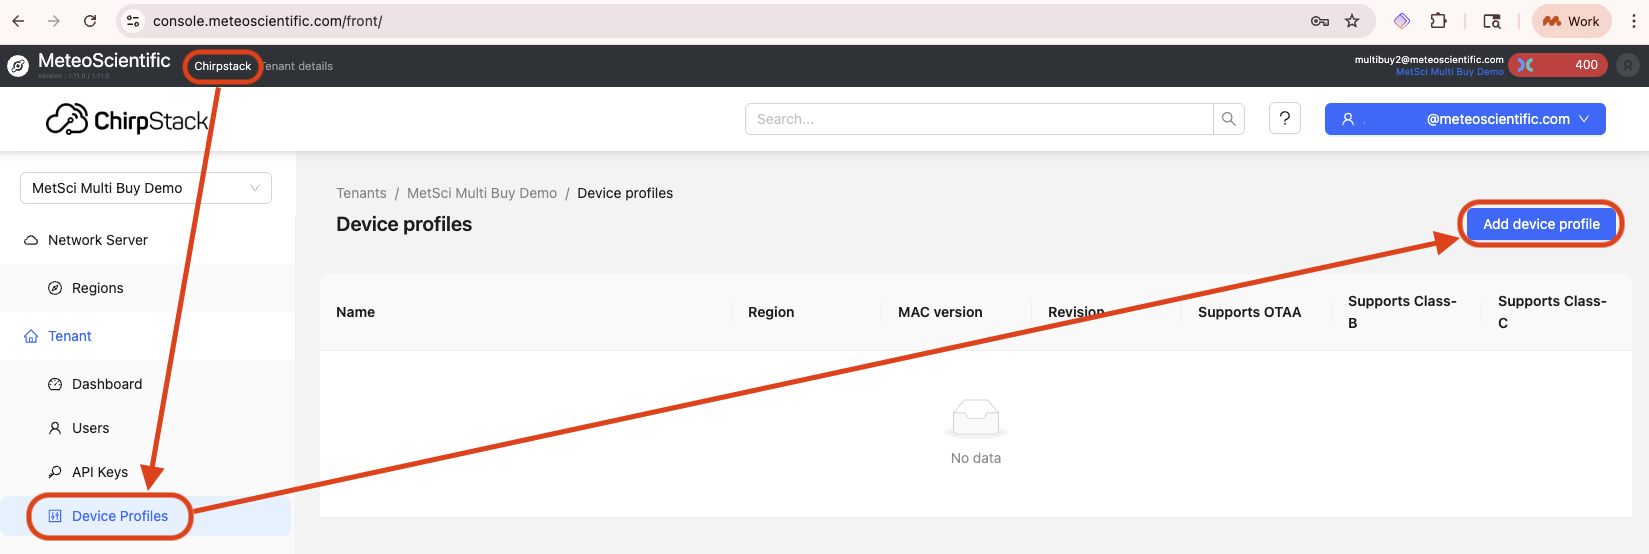 console.meteoscientific.com/front/
Work
MeteoScientific
Version : 1.11.0 / 1.11.0
Chirpstack
Tenant details
multibuy2@meteoscientific.com
MetSci Multi Buy Demo
400
ChirpStack
Search...
?
@meteoscientific.com
MetSci Multi Buy Demo
Network Server
Regions
Tenant
Dashboard
Users
API Keys
Device Profiles
Tenants / MetSci Multi Buy Demo / Device profiles
Device profiles
Add device profile
Name
Region
MAC version
Revision
Supports OTAA
Supports Class-
B
Supports Class-
C
No data